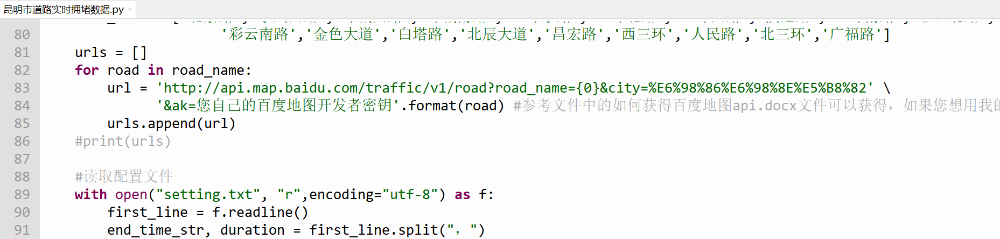 昆明市道路实时拥堵数据.py ×
80 '彩云南路','金色大道','白塔路','北辰大道','昌宏路','西三环','人民路','北三环','广福路']
81 urls = []
82 for road in road_name:
83 url = 'http://api.map.baidu.com/traffic/v1/road?road_name={0}&city=%E6%98%86%E6%98%8E%E5%B8%82' \
84 '&ak=您自己的百度地图开发者密钥'.format(road) #参考文件中的如何获得百度地图api.docx文件可以获得，如果您想用我的
85 urls.append(url)
86 #print(urls)
87
88 #读取配置文件
89 with open("setting.txt", "r",encoding="utf-8") as f:
90 first_line = f.readline()
91 end_time_str, duration = first_line.split("，")